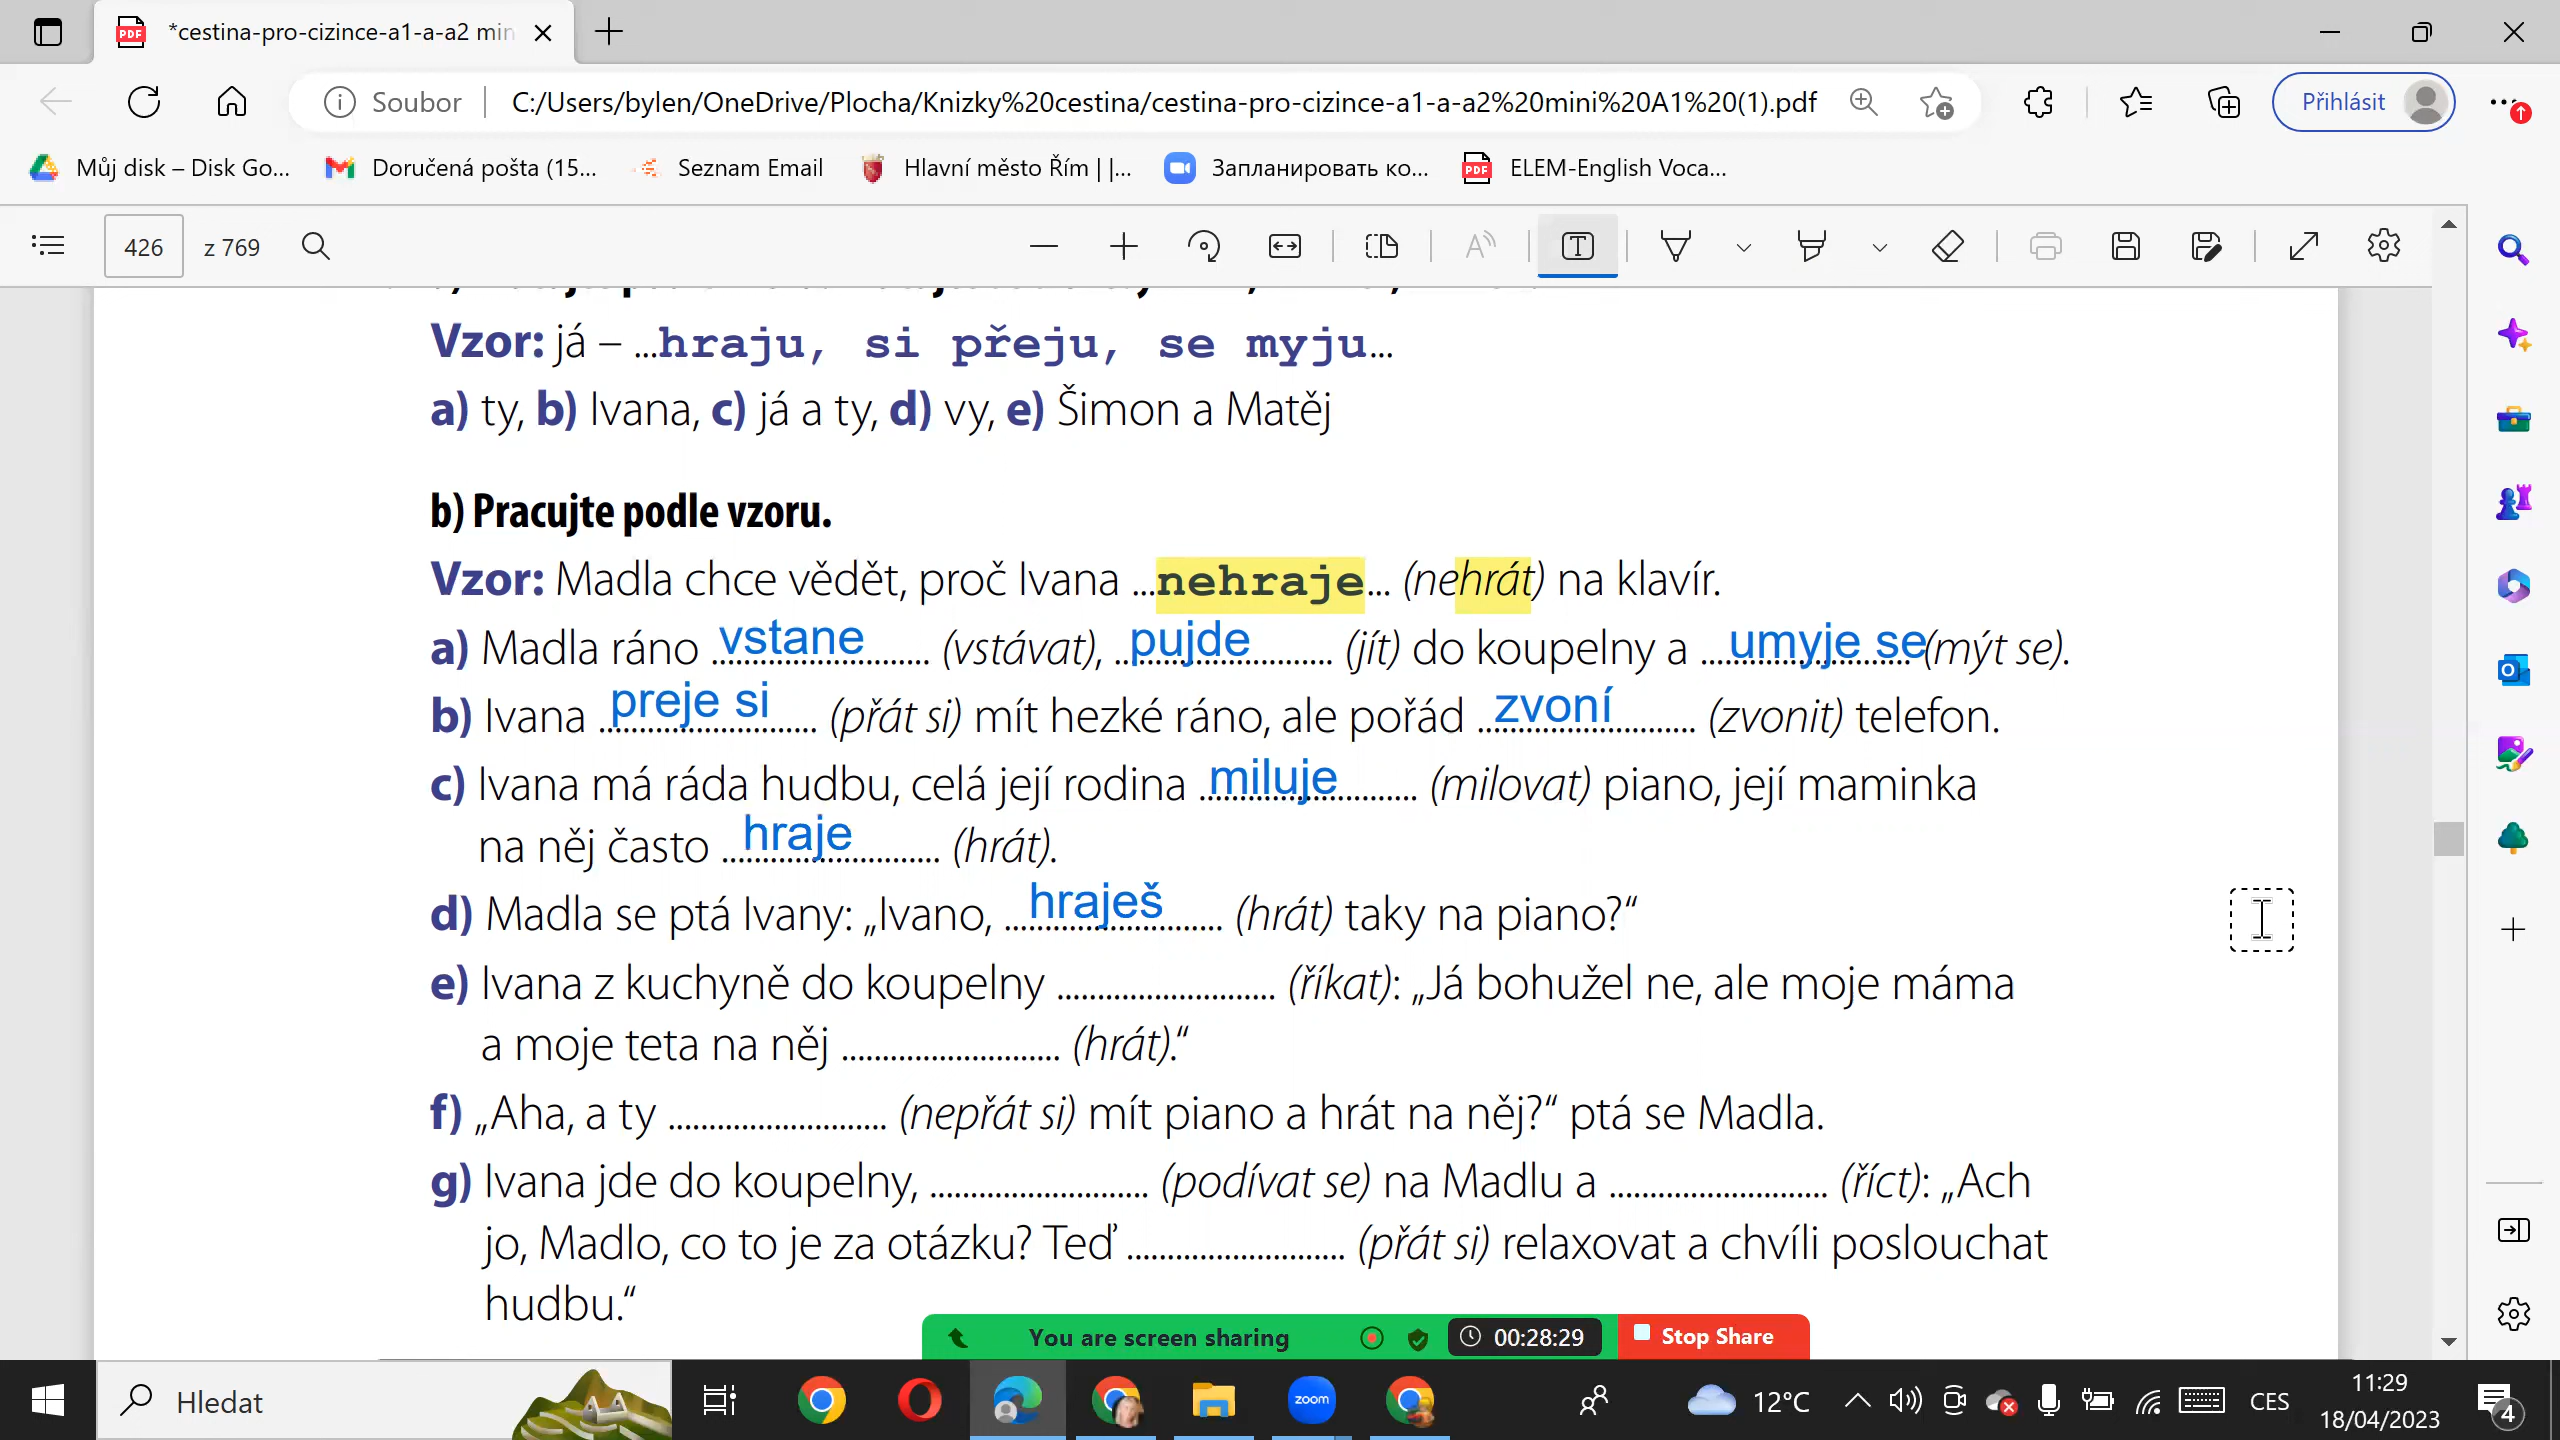 *cestina-pro-cizince-a1-a-a2 min
Soubor C:/Users/bylen/OneDrive/Plocha/Knizky%20cestina/cestina-pro-cizince-a1-a-a2%20mini%20A1%20(1).pdf Přihlásit
Můj disk – Disk Go... Doručená pošta (15... Seznam Email Hlavní město Řím | |... Запланировать ко... ELEM-English Voca...
426 z 769
Vzor: já – ...hraju, si přeju, se myju...
a) ty, b) Ivana, c) já a ty, d) vy, e) Šimon a Matěj
b) Pracujte podle vzoru.
Vzor: Madla chce vědět, proč Ivana ...nehraje... (nehrát) na klavír.
a) Madla ráno vstane (vstávat), pujde (jít) do koupelny a umyje se (mýt se).
b) Ivana preje si (přát si) mít hezké ráno, ale pořád zvoní (zvonit) telefon.
c) Ivana má ráda hudbu, celá její rodina miluje (milovat) piano, její maminka
na něj často hraje (hrát).
d) Madla se ptá Ivany: „Ivano, hraješ (hrát) taky na piano?“
e) Ivana z kuchyně do koupelny ........................... (říkat): „Já bohužel ne, ale moje máma
a moje teta na něj ........................... (hrát).“
f) „Aha, a ty ........................... (nepřát si) mít piano a hrát na něj?“ ptá se Madla.
g) Ivana jde do koupelny, ........................... (podívat se) na Madlu a ........................... (říct): „Ach
jo, Madlo, co to je za otázku? Teď ........................... (přát si) relaxovat a chvíli poslouchat
hudbu.“
You are screen sharing 00:28:29 Stop Share
Hledat zoom 12°C CES 11:29
18/04/2023 4